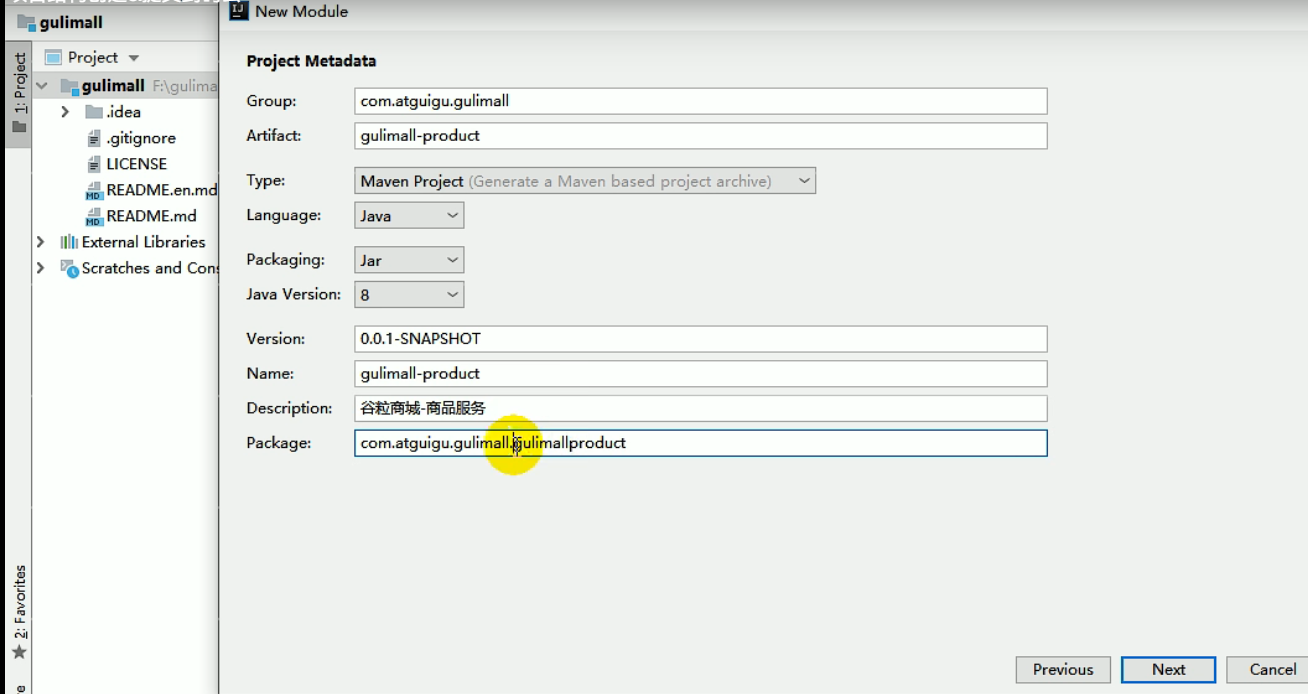 New Module
gulimall
Project
1: Project
gulimall F:\gulima
.idea
.gitignore
LICENSE
README.en.md
README.md
External Libraries
Scratches and Con
2: Favorites
Project Metadata
Group: com.atguigu.gulimall
Artifact: gulimall-product
Type: Maven Project (Generate a Maven based project archive)
Language: Java
Packaging: Jar
Java Version: 8
Version: 0.0.1-SNAPSHOT
Name: gulimall-product
Description: 谷粒商城-商品服务
Package: com.atguigu.gulimall.gulimallproduct
Previous Next Cancel